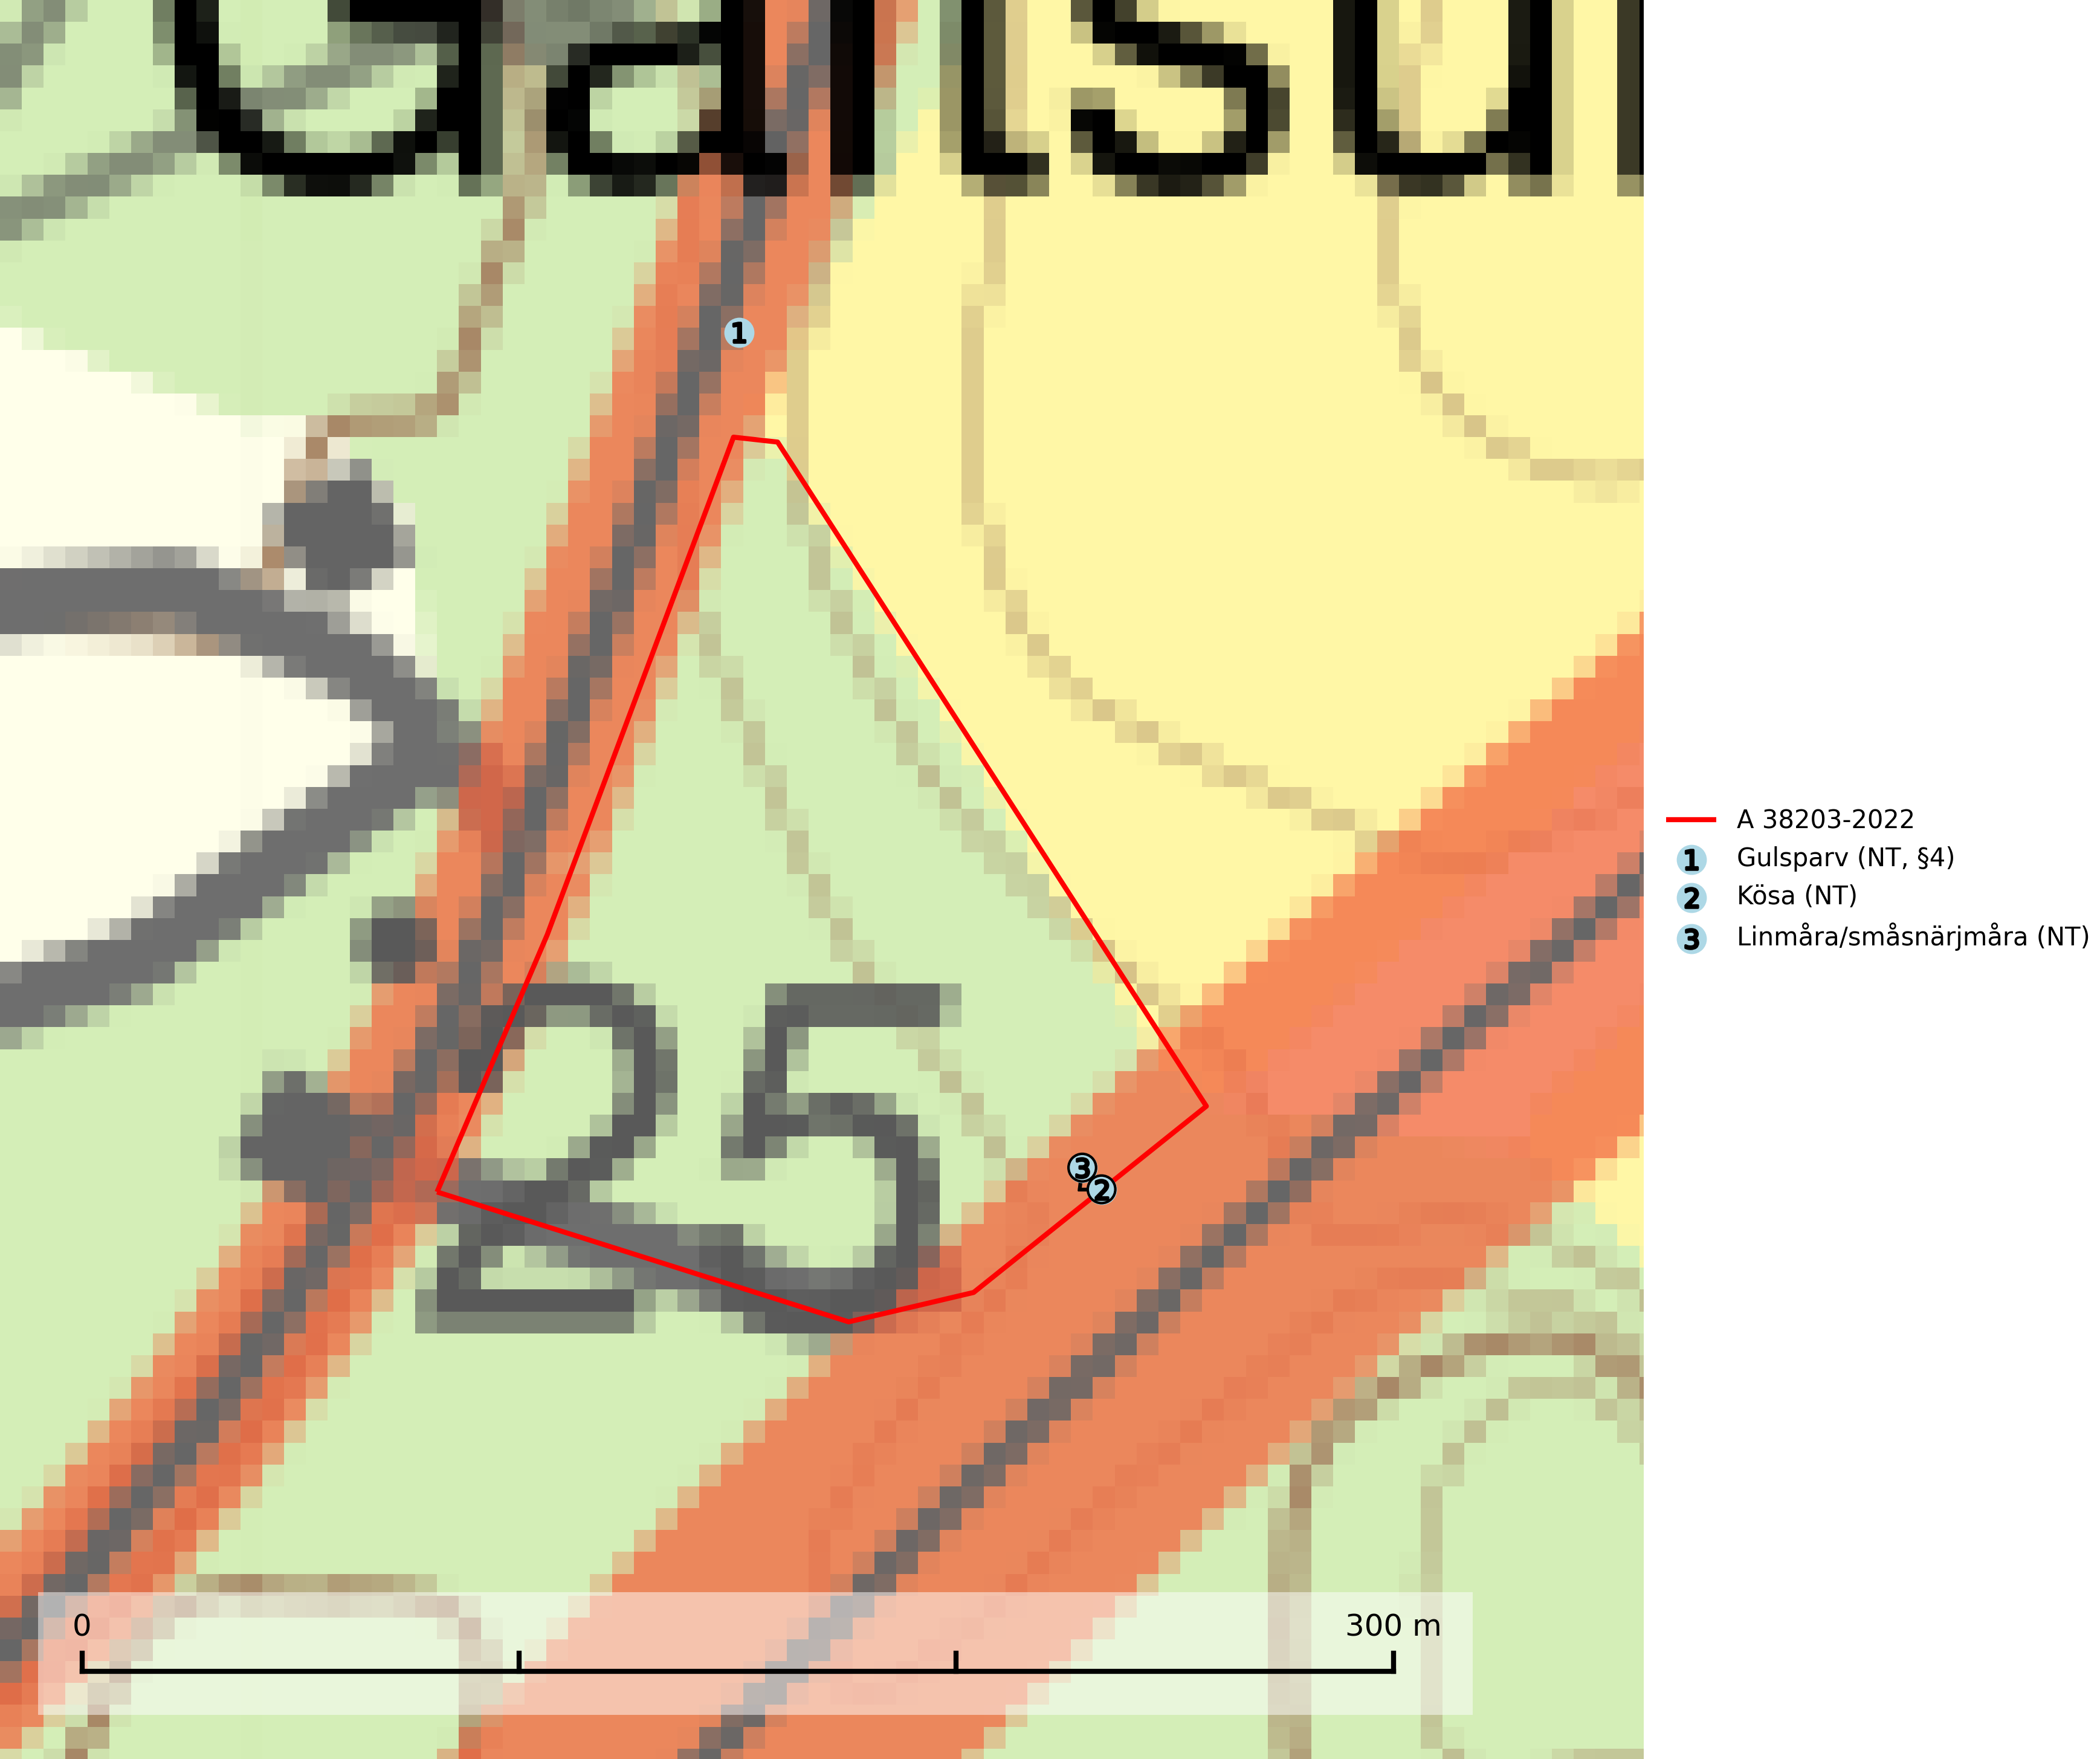 25
0
300 m
A 38203-2022
1 Gulsparv (NT, §4)
2 Kösa (NT)
3 Linmåra/småsnärjmåra (NT)
1
3
2